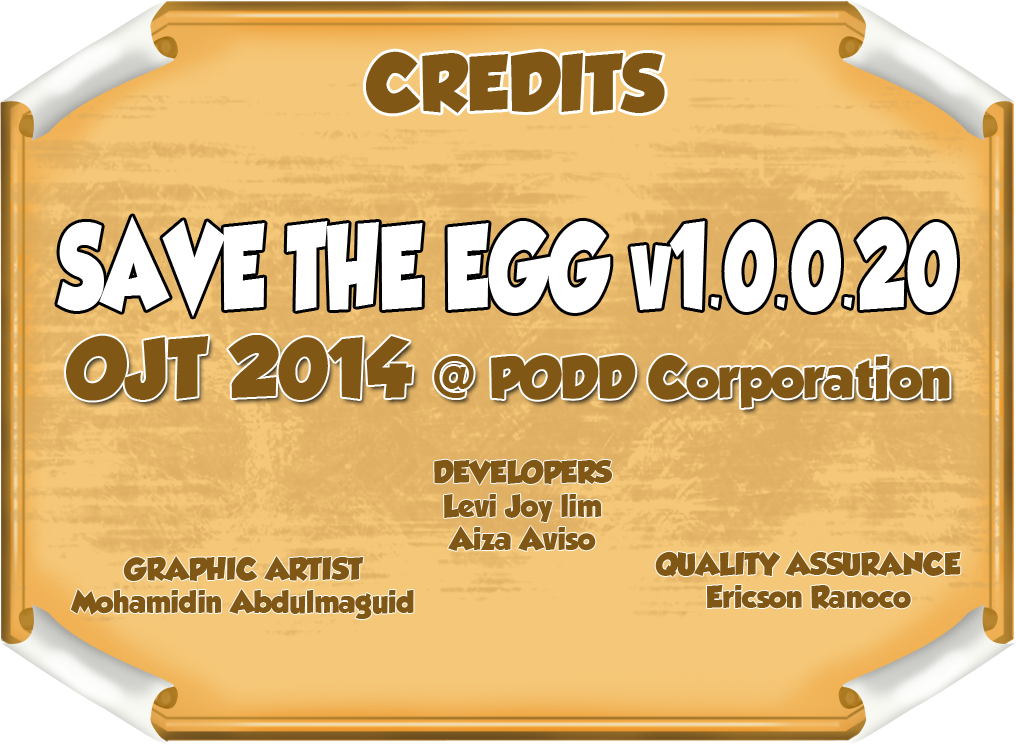 CREDITS
SAVE THE EGG v1.0.0.20
OJT 2014 @ PODD Corporation
DEVELOPERS
Levi Joy lim
Aiza Aviso
GRAPHIC ARTIST
Mohamidin Abdulmaguid
QUALITY ASSURANCE
Ericson Ranoco